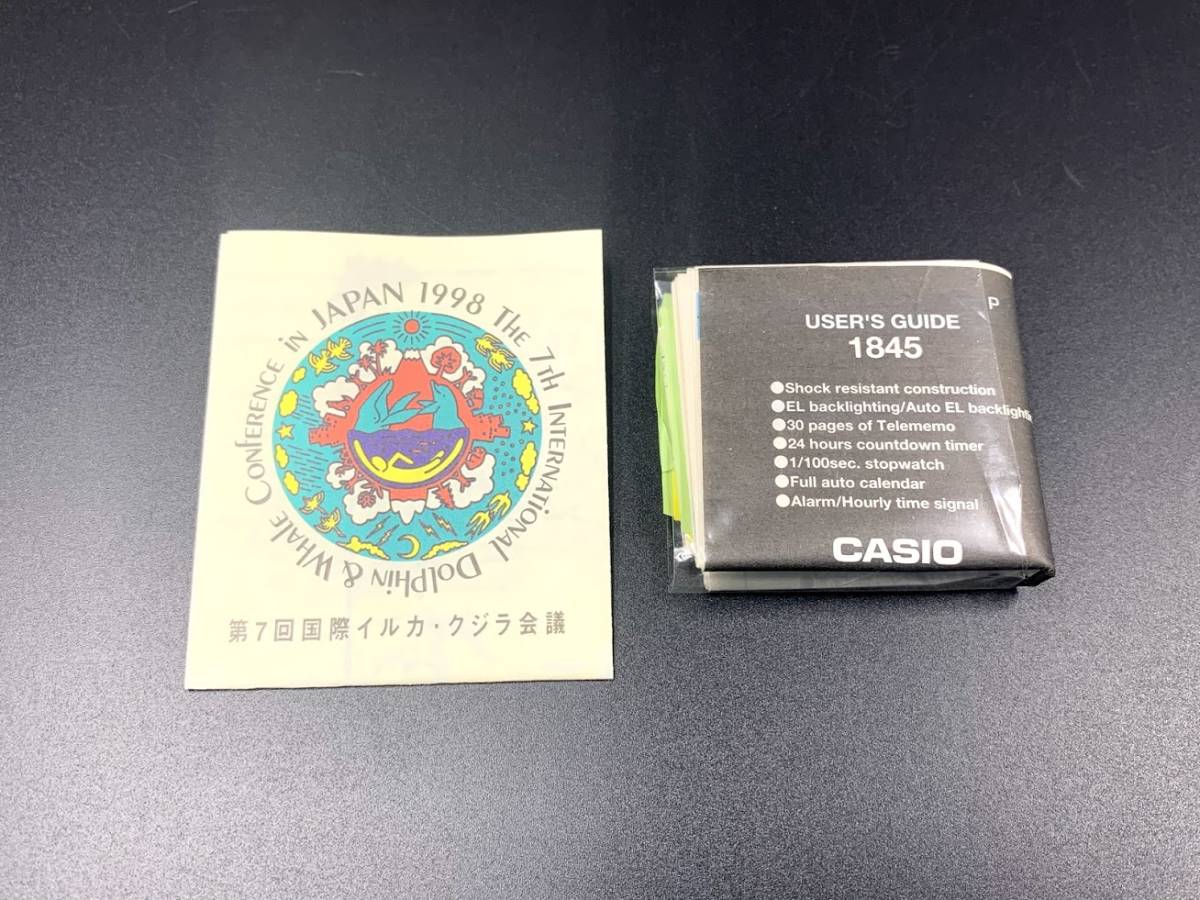 Conference in JAPAN 1998 The 7th International Dolphin & Whale
第7回国際イルカ・クジラ会議
P
USER'S GUIDE
1845
●Shock resistant construction
●EL backlighting/Auto EL backlighti
●30 pages of Telememo
●24 hours countdown timer
●1/100sec. stopwatch
●Full auto calendar
●Alarm/Hourly time signal
CASIO